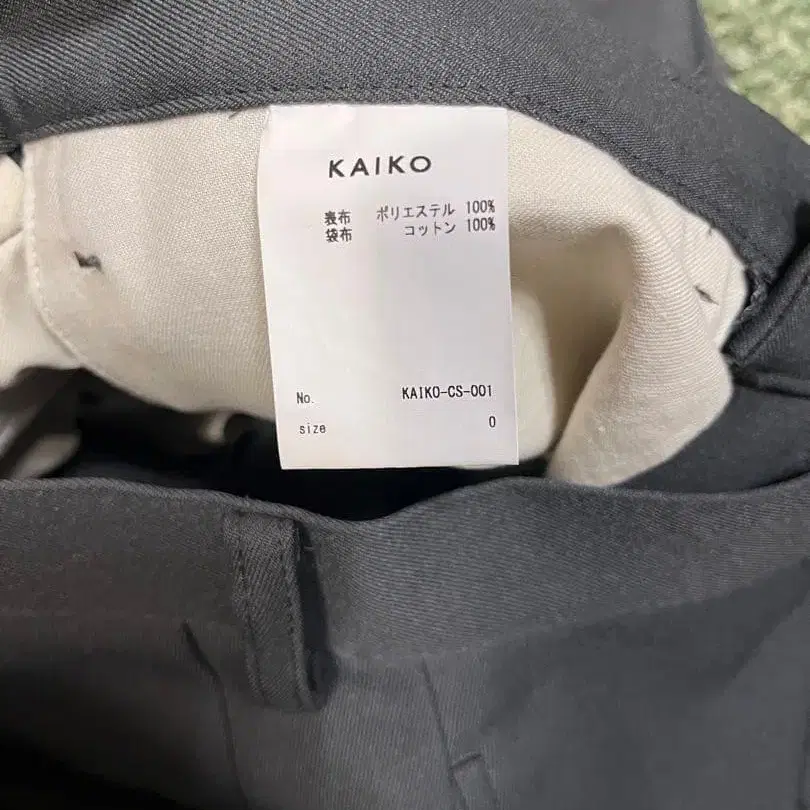 KAIKO
表布 ポリエステル 100%
袋布 コットン 100%
No. KAIKO-CS-001
size 0